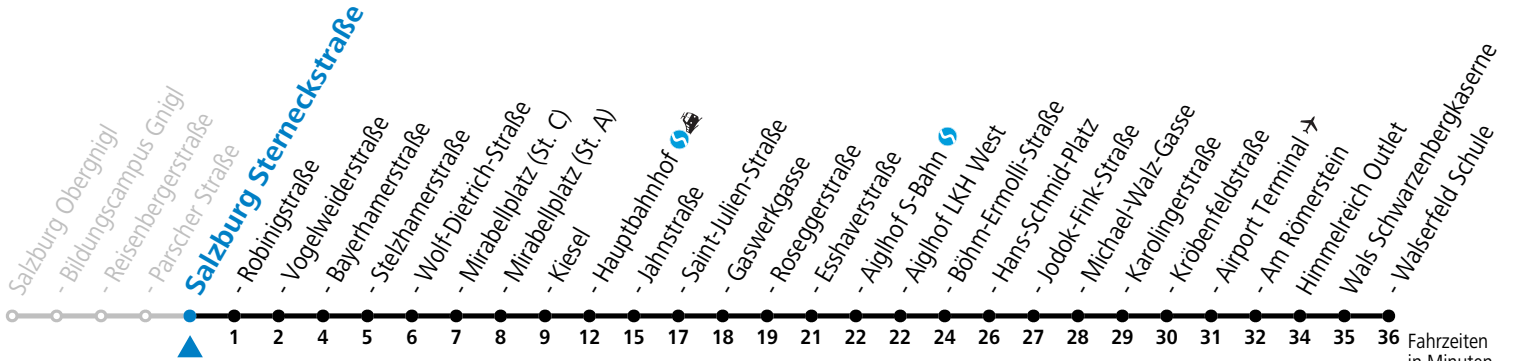 Salzburg Obergnigl
- Bildungscampus Gnigl
- Reisenbergerstraße
- Parscher Straße
Salzburg Sterneckstraße
- Robinigstraße
- Vogelweiderstraße
- Bayerhamerstraße
- Stelzhamerstraße
- Wolf-Dietrich-Straße
- Mirabellplatz (St. C)
- Mirabellplatz (St. A)
- Kiesel
- Hauptbahnhof
- Jahnstraße
- Saint-Julien-Straße
- Gaswerkgasse
- Roseggerstraße
- Esshaverstraße
- Aiglhof S-Bahn
- Aiglhof LKH West
- Böhm-Ermolli-Straße
- Hans-Schmid-Platz
- Jodok-Fink-Straße
- Michael-Walz-Gasse
- Karolingerstraße
- Kröbenfeldstraße
- Airport Terminal
- Am Römerstein
Himmelreich Outlet
Wals Schwarzenbergkaserne
- Walserfeld Schule
1 2 4 5 6 7 8 9 12 15 17 18 19 21 22 22 24 26 27 28 29 30 31 32 34 35 36 Fahrzeiten
in Minuten